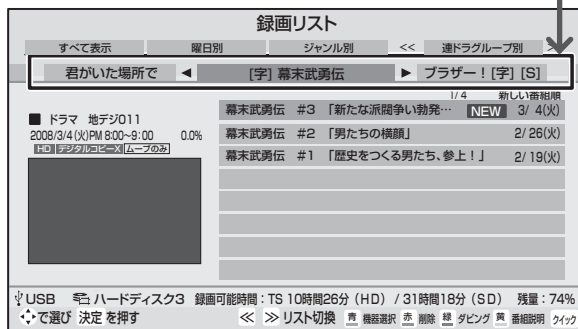 録画リスト
すべて表示 曜日別 ジャンル別 << 連ドラグループ別 >
君がいた場所で ◀ [字] 幕末武勇伝 ▶ ブラザー！[字] [S]
1/ 4 新しい番組順
■ ドラマ 地デジ011
2008/3/4(火)PM 8:00~9:00 0.0%
HD デジタルコピーX ムーブのみ
幕末武勇伝 #3 「新たな派閥争い勃発… NEW 3/ 4(火)
幕末武勇伝 #2 「男たちの横顔」 2/ 26(火)
幕末武勇伝 #1 「歴史をつくる男たち、参上！」 2/ 19(火)
USB ハードディスク3 録画可能時間：TS 10時間26分（HD）/ 31時間18分（SD） 残量：74%
で選び 決定 を押す ≪ ≫ リスト切換 青 機器選択 赤 削除 緑 ダビング 黄 番組説明 クイック